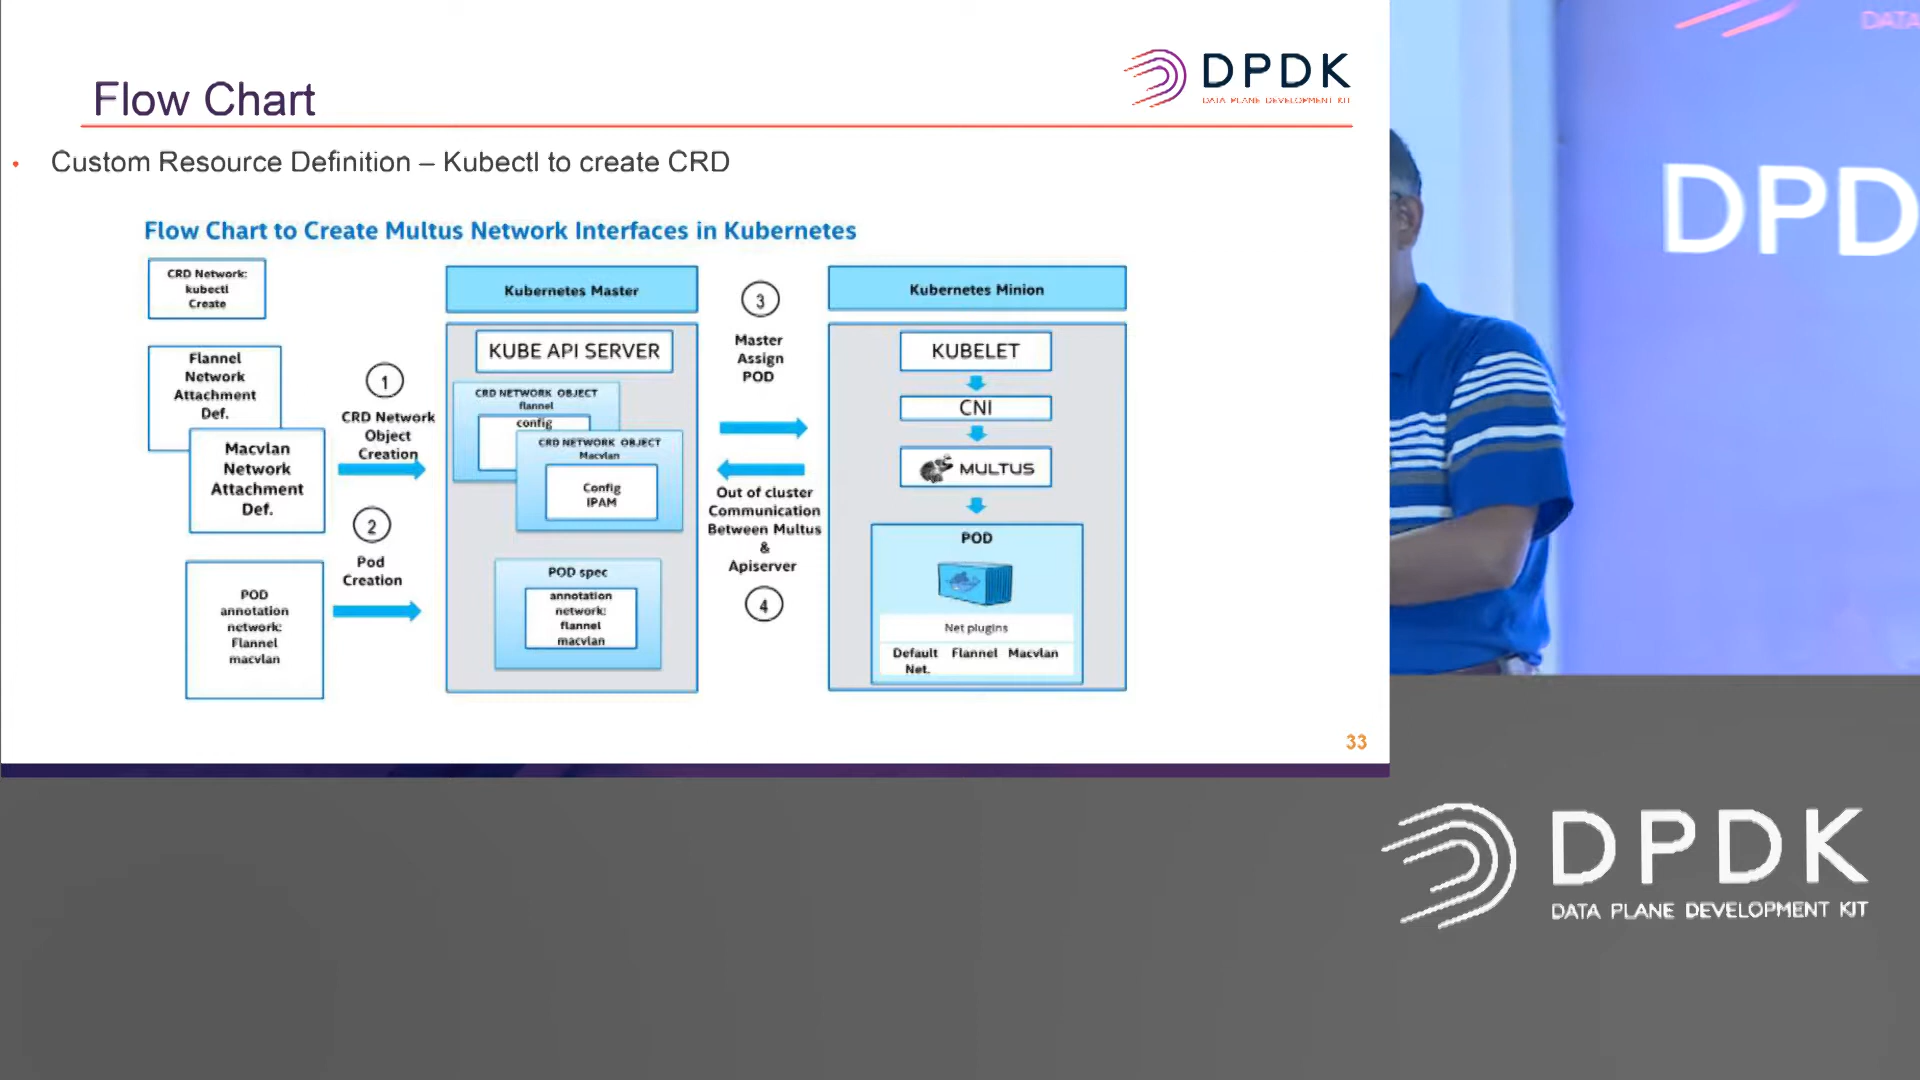 Flow Chart
DPDK
DATA PLANE DEVELOPMENT KIT
• Custom Resource Definition – Kubectl to create CRD
Flow Chart to Create Multus Network Interfaces in Kubernetes
CRD Network:
kubectl
Create
Flannel
Network
Attachment
Def.
Macvlan
Network
Attachment
Def.
POD
annotation
network:
Flannel
macvlan
1
CRD Network
Object
Creation
2
Pod
Creation
Kubernetes Master
KUBE API SERVER
CRD NETWORK OBJECT
flannel
config
CRD NETWORK OBJECT
Macvlan
Config
IPAM
POD spec
annotation
network:
flannel
macvlan
3
Master
Assign
POD
Out of cluster
Communication
Between Multus
&
Apiserver
4
Kubernetes Minion
KUBELET
CNI
MULTUS
POD
Net plugins
Default Flannel Macvlan
Net.
33
DATA
DPD
DPDK
DATA PLANE DEVELOPMENT KIT